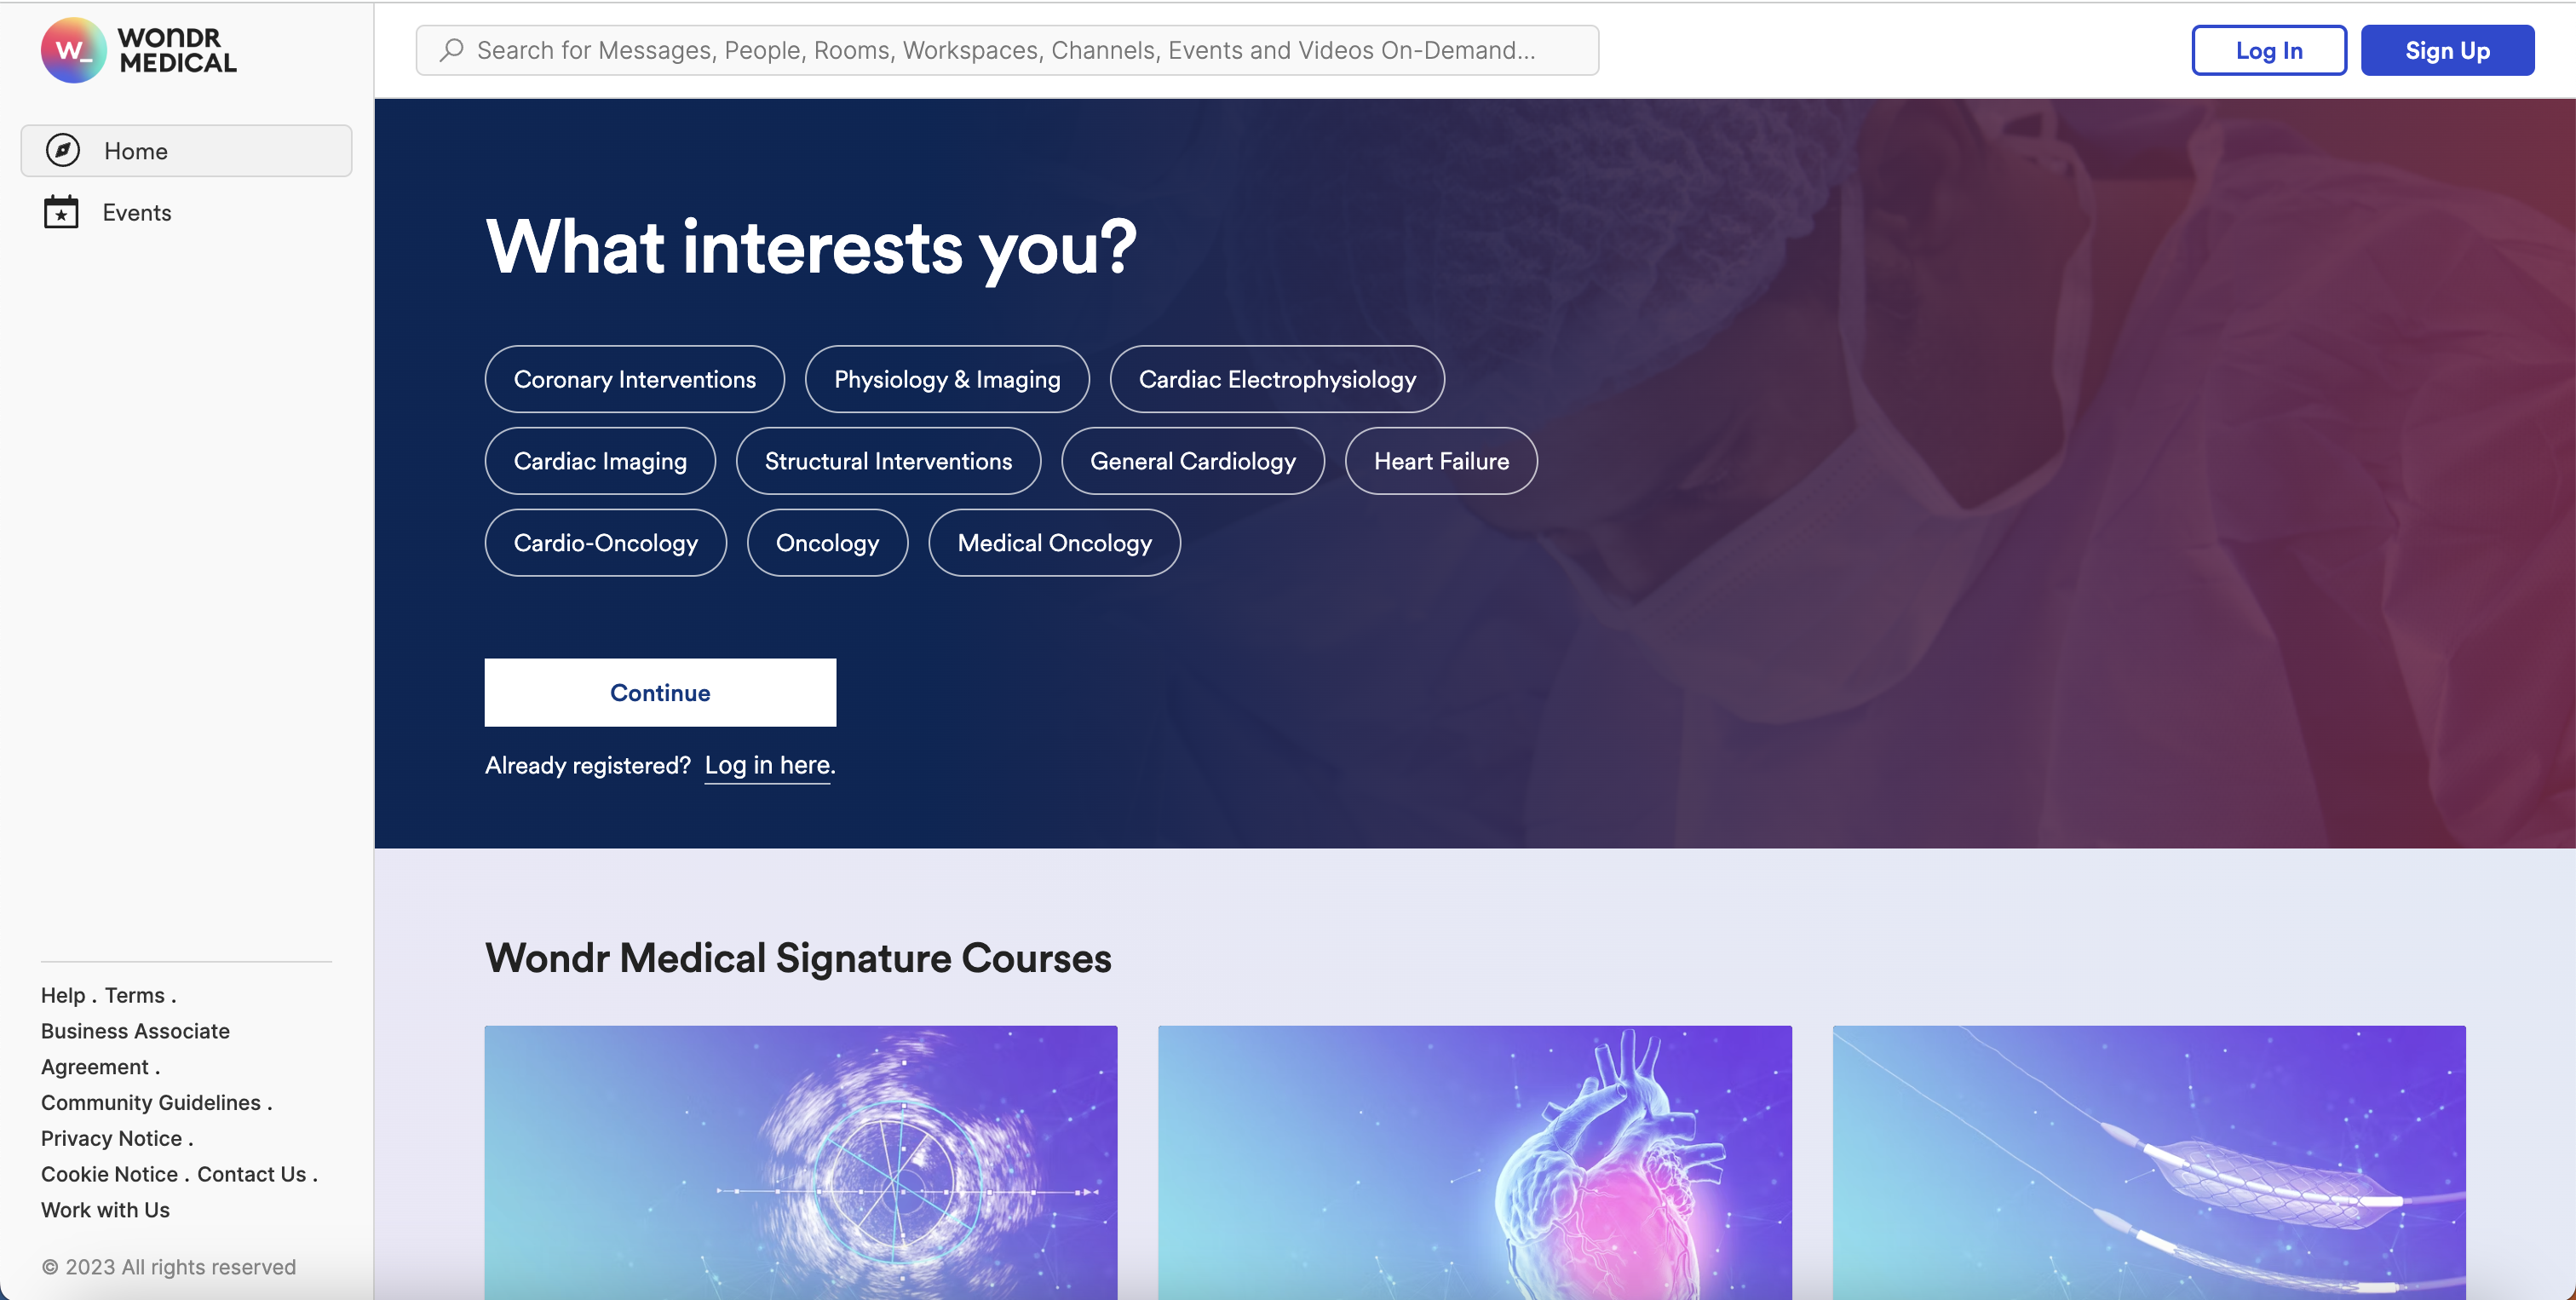 W_ WONDR
MEDICAL
Search for Messages, People, Rooms, Workspaces, Channels, Events and Videos On-Demand...
Log In
Sign Up
Home
Events
What interests you?
Coronary Interventions
Physiology & Imaging
Cardiac Electrophysiology
Cardiac Imaging
Structural Interventions
General Cardiology
Heart Failure
Cardio-Oncology
Oncology
Medical Oncology
Continue
Already registered? Log in here.
Wondr Medical Signature Courses
Help . Terms .
Business Associate
Agreement .
Community Guidelines .
Privacy Notice .
Cookie Notice . Contact Us .
Work with Us
© 2023 All rights reserved